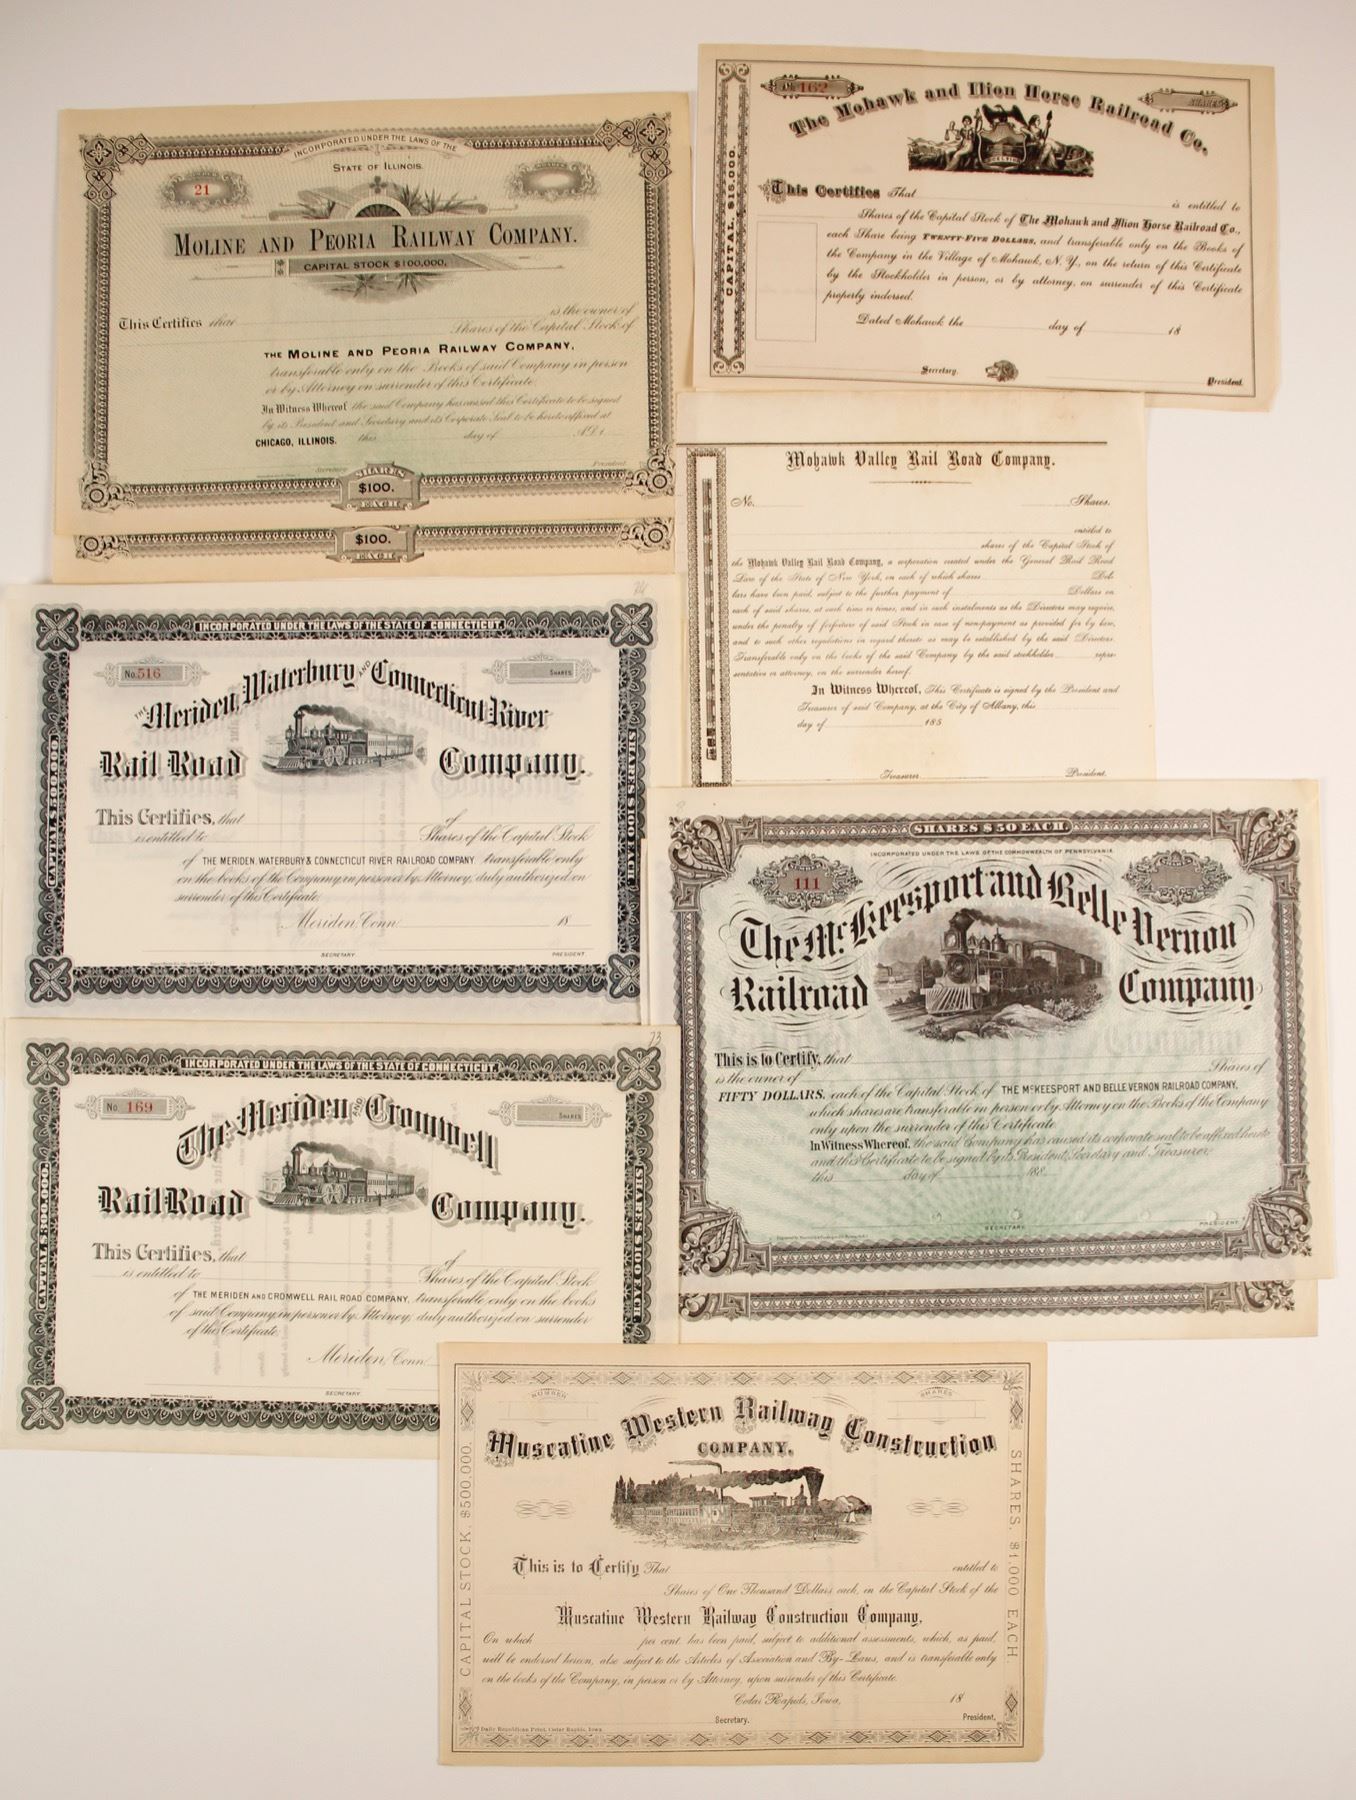 INCORPORATED UNDER THE LAWS OF THE
STATE OF ILLINOIS.
21
MOLINE AND PEORIA RAILWAY COMPANY.
CAPITAL STOCK $100,000.
This Certifies that
is the owner of
Shares of the Capital Stock of
THE MOLINE AND PEORIA RAILWAY COMPANY,
transferable only on the Books of said Company in person
or by Attorney on surrender of this Certificate.
In Witness Whereof, the said Company has caused this Certificate to be signed
by its President and Secretary and its Corporate Seal to be hereto affixed at
CHICAGO, ILLINOIS. this day of A.D. 1
Secretary President
SHARES
$100.
EACH
$100.
EACH
No. 162
SHARES
The Mohawk and Ilion Horse Railroad Co.
EXCELSIOR
CAPITAL, $15,000.
This Certifies That
is entitled to
Shares of the Capital Stock of The Mohawk and Ilion Horse Railroad Co.,
each Share being TWENTY-FIVE DOLLARS, and transferable only on the Books of
the Company in the Village of Mohawk, N. Y., on the return of this Certificate
by the Stockholder in person, or by attorney, on surrender of this Certificate
properly indorsed.
Dated Mohawk the day of 18
Secretary. President.
Mohawk Valley Rail Road Company.
No. Shares.
entitled to
shares of the Capital Stock of
the Mohawk Valley Rail Road Company, a corporation created under the General Rail Road
Law of the State of New York, on each of which shares Dol-
lars have been paid, subject to the further payment of Dollars on
each of said shares, at such time or times, and in such instalments as the Directors may require,
under the penalty of forfeiture of said Stock in case of non-payment as provided for by law,
and to such other regulations in regard thereto as may be established by the said Directors.
Transferable only on the books of the said Company by the said stockholder repre-
sentative or attorney, on the surrender hereof.
In Witness Whereof, This Certificate is signed by the President and
Treasurer of said Company, at the City of Albany, this
day of 185
Treasurer. President.
INCORPORATED UNDER THE LAWS OF THE STATE OF CONNECTICUT.
No. 516
SHARES
THE Meriden, Waterbury AND Connecticut River
Rail Road Company.
CAPITAL $500,000.
SHARES $100 EACH
This Certifies, that of
is entitled to Shares of the Capital Stock
of THE MERIDEN, WATERBURY & CONNECTICUT RIVER RAILROAD COMPANY transferable only
on the books of the Company, in person or by Attorney, duly authorized on
surrender of this Certificate.
Meriden, Conn. 18
SECRETARY. PRESIDENT.
73
INCORPORATED UNDER THE LAWS OF THE STATE OF CONNECTICUT.
No. 169
SHARES
The Meriden AND Cromwell
Rail Road Company.
CAPITAL $300,000.
SHARES $100 EACH
This Certifies, that of
is entitled to Shares of the Capital Stock
of THE MERIDEN AND CROMWELL RAIL ROAD COMPANY, transferable only on the books
of said Company, in person or by Attorney, duly authorized on surrender
of this Certificate.
Meriden, Conn.
SECRETARY.
SHARES $50 EACH
INCORPORATED UNDER THE LAWS OF THE COMMONWEALTH OF PENNSYLVANIA.
111
The McKeesport and Belle Vernon
Railroad Company
This is to Certify, that
is the owner of Shares of
FIFTY DOLLARS, each of the Capital Stock of THE McKEESPORT AND BELLE VERNON RAILROAD COMPANY,
which shares are transferable in person or by Attorney on the Books of the Company
only upon the surrender of this Certificate.
In Witness Whereof, the said Company has caused its corporate seal to be affixed hereto
and this Certificate to be signed by its President, Secretary and Treasurer,
this day of 188
SECRETARY. PRESIDENT.
NUMBER SHARES
Muscatine Western Railway Construction
COMPANY.
CAPITAL STOCK, $500,000.
SHARES, $1,000 EACH.
This is to Certify That entitled to
Shares of One Thousand Dollars each, in the Capital Stock of the
Muscatine Western Railway Construction Company,
On which per cent. has been paid, subject to additional assessments, which, as paid,
will be endorsed hereon, also subject to the Articles of Association and By-Laws, and is transferable only
on the books of the Company, in person or by Attorney, upon surrender of this Certificate.
Cedar Rapids, Iowa, 18
Secretary. President.
Daily Republican Print, Cedar Rapids, Iowa.